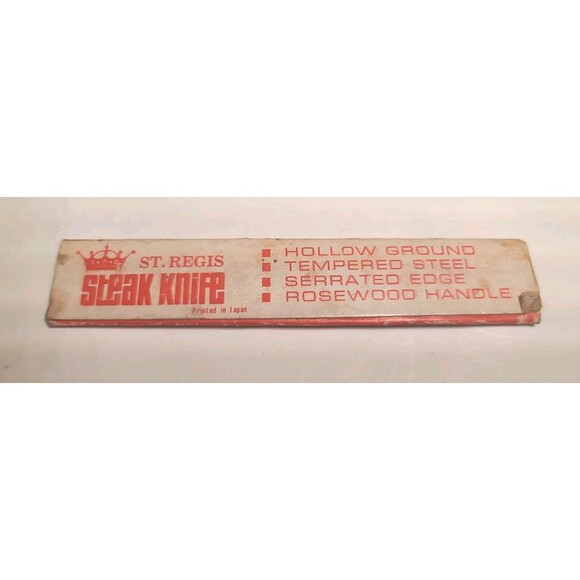 ST. REGIS
Steak Knife
Printed in Japan
HOLLOW GROUND
TEMPERED STEEL
SERRATED EDGE
ROSEWOOD HANDLE